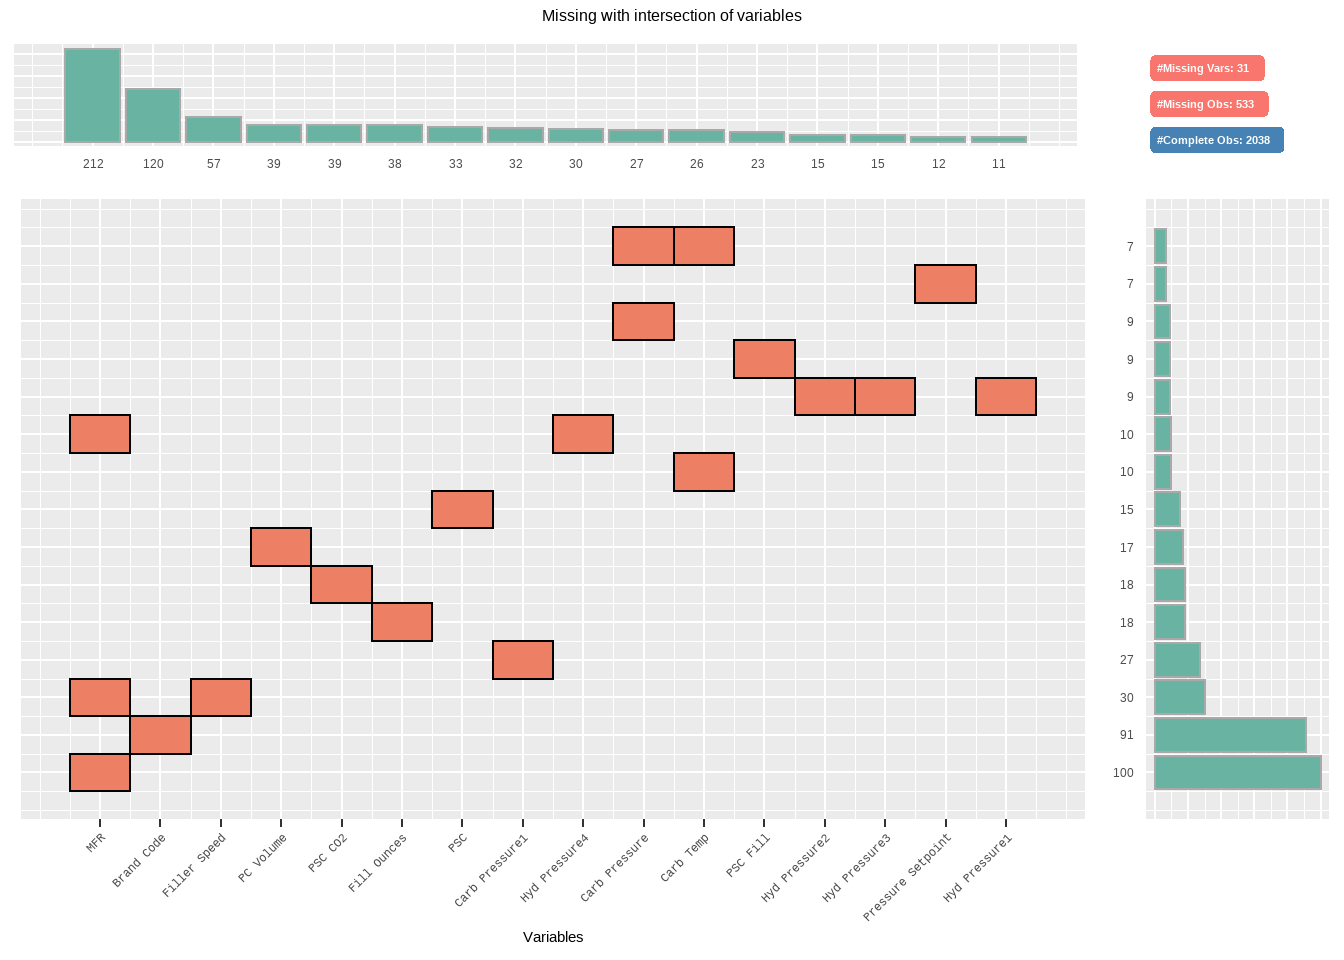 Missing with intersection of variables
#Missing Vars: 31
#Missing Obs: 533
#Complete Obs: 2038
212 120 57 39 39 38 33 32 30 27 26 23 15 15 12 11
7
7
9
9
9
10
10
15
17
18
18
27
30
91
100
MFR
Brand Code
Filler Speed
PC Volume
PSC CO2
Fill Ounces
PSC
Carb Pressure1
Hyd Pressure4
Carb Pressure
Carb Temp
PSC Fill
Hyd Pressure2
Hyd Pressure3
Pressure Setpoint
Hyd Pressure1
Variables